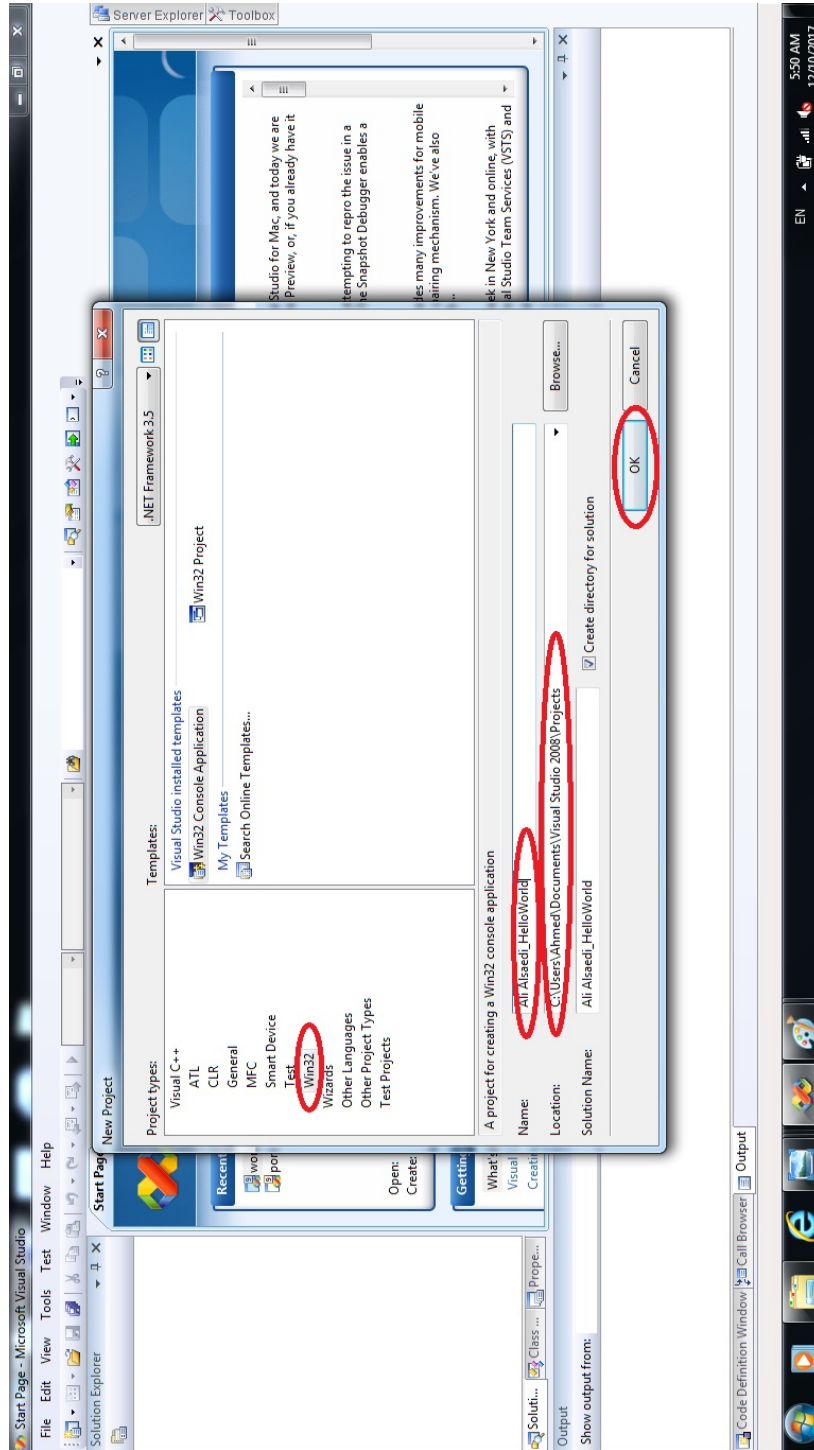 Start Page - Microsoft Visual Studio
File Edit View Tools Test Window Help
Solution Explorer
Start Page
Server Explorer
Toolbox
Recent
Open:
Create:
What's
Visual
Studio for Mac, and today we are
Preview, or, if you already have it
tempting to repro the issue in a
e Snapshot Debugger enables a
des many improvements for mobile
airing mechanism. We've also
ek in New York and online, with
al Studio Team Services (VSTS) and
New Project
Project types:
Templates:
.NET Framework 3.5
Visual C++
ATL
CLR
General
MFC
Smart Device
Test
Win32
Wizards
Other Languages
Other Project Types
Test Projects
Visual Studio installed templates
Win32 Console Application
Win32 Project
My Templates
Search Online Templates...
A project for creating a Win32 console application
Name: Ali Alsaedi_HelloWorld
Location: C:\Users\Ahmed\Documents\Visual Studio 2008\Projects
Browse...
Solution Name: Ali Alsaedi_HelloWorld
Create directory for solution
OK
Cancel
Soluti...
Class ...
Prope...
Output
Show output from:
Code Definition Window
Call Browser
Output
EN
5:50 AM
12/10/2017